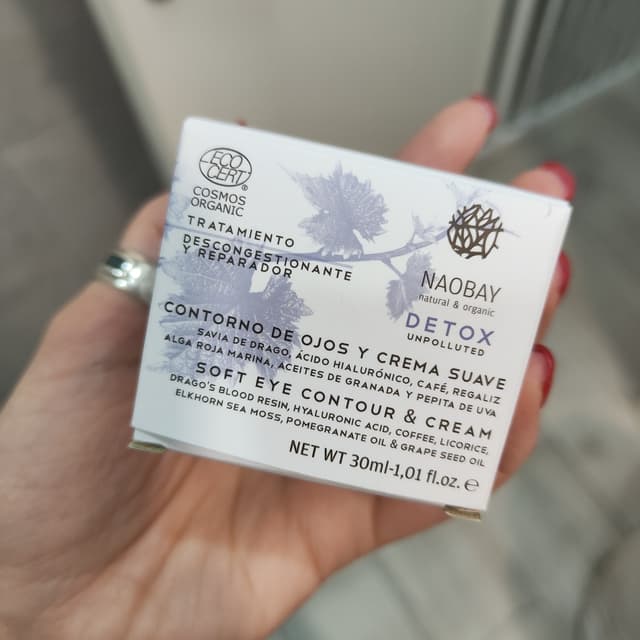 ECO
CERT
®
COSMOS
ORGANIC
TRATAMIENTO
DESCONGESTIONANTE
Y REPARADOR
NAOBAY
natural & organic
DETOX
UNPOLLUTED
CONTORNO DE OJOS Y CREMA SUAVE
SAVIA DE DRAGO, ÁCIDO HIALURÓNICO, CAFÉ, REGALIZ
ALGA ROJA MARINA, ACEITES DE GRANADA Y PEPITA DE UVA
SOFT EYE CONTOUR & CREAM
DRAGO'S BLOOD RESIN, HYALURONIC ACID, COFFEE, LICORICE,
ELKHORN SEA MOSS, POMEGRANATE OIL & GRAPE SEED OIL
NET WT 30ml-1,01 fl.oz. ℮